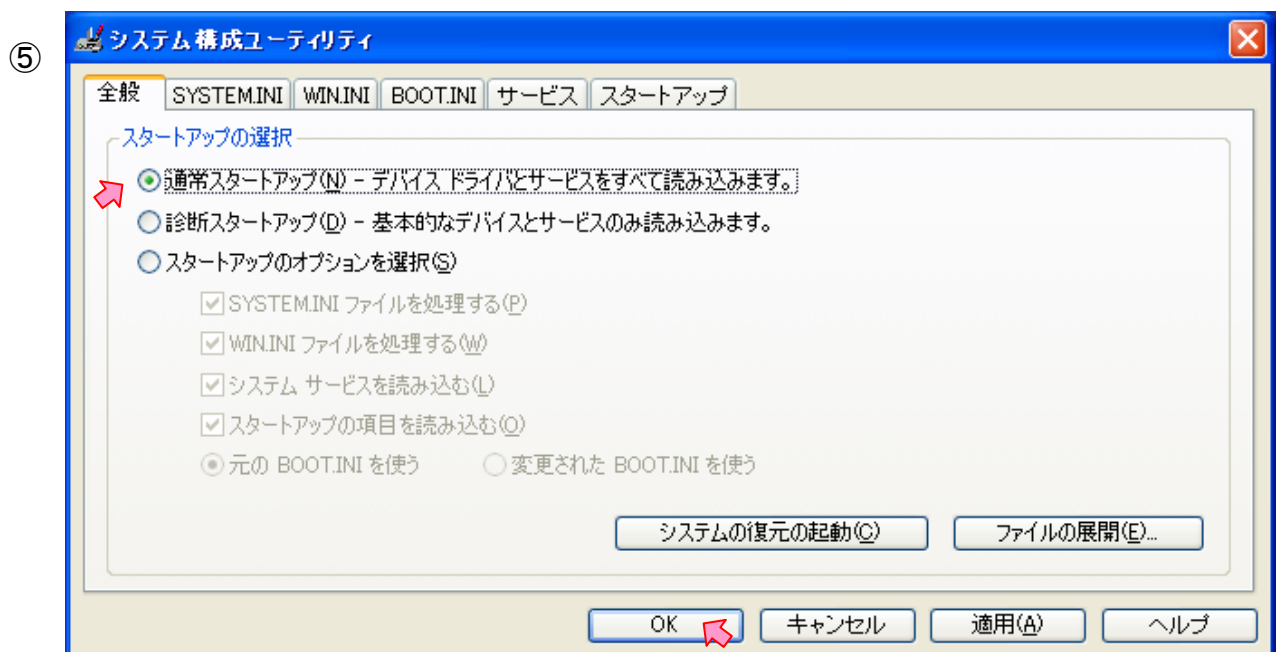 ⑤
システム構成ユーティリティ
全般 SYSTEM.INI WIN.INI BOOT.INI サービス スタートアップ
スタートアップの選択
通常スタートアップ(N) - デバイス ドライバとサービスをすべて読み込みます。
診断スタートアップ(D) - 基本的なデバイスとサービスのみ読み込みます。
スタートアップのオプションを選択(S)
SYSTEM.INI ファイルを処理する(P)
WIN.INI ファイルを処理する(W)
システム サービスを読み込む(L)
スタートアップの項目を読み込む(O)
元の BOOT.INI を使う 変更された BOOT.INI を使う
システムの復元の起動(C) ファイルの展開(E)...
OK キャンセル 適用(A) ヘルプ